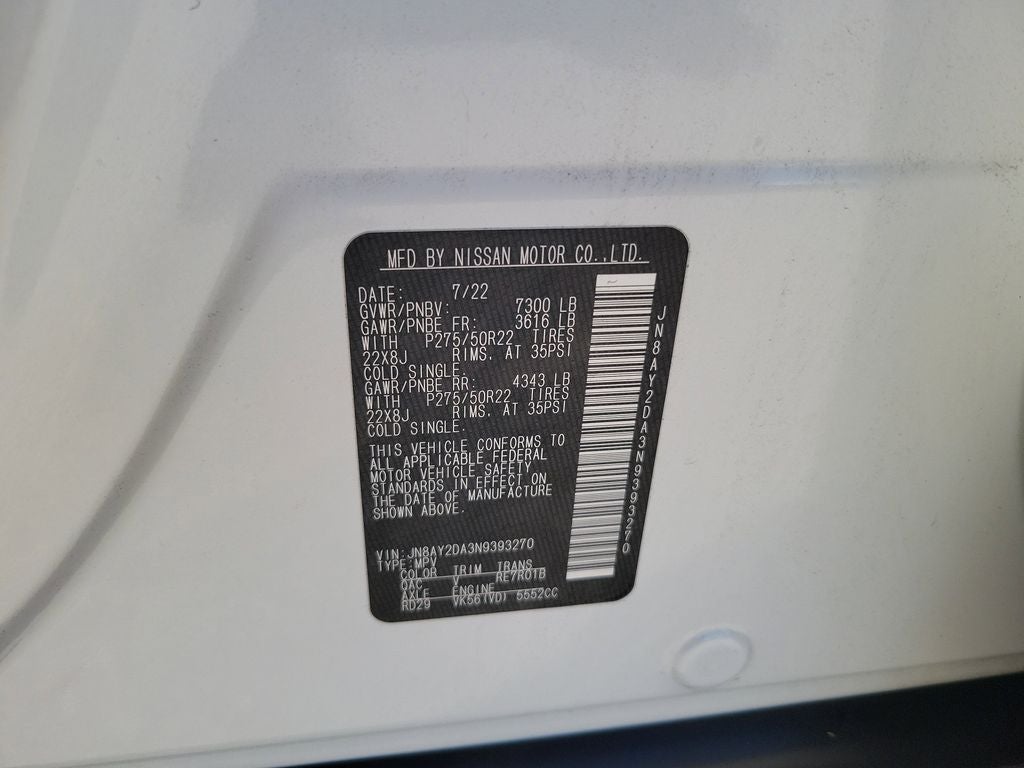 MFD BY NISSAN MOTOR CO.,LTD.
DATE: 7/22
GVWR/PNBV: 7300 LB
GAWR/PNBE FR: 3616 LB
WITH P275/50R22 TIRES
22X8J RIMS. AT 35PSI
COLD SINGLE.
GAWR/PNBE RR: 4343 LB
WITH P275/50R22 TIRES
22X8J RIMS. AT 35PSI
COLD SINGLE.
THIS VEHICLE CONFORMS TO
ALL APPLICABLE FEDERAL
MOTOR VEHICLE SAFETY
STANDARDS IN EFFECT ON
THE DATE OF MANUFACTURE
SHOWN ABOVE.
VIN:JN8AY2DA3N9393270
TYPE:MPV
COLOR TRIM TRANS
QAC V RE7R01B
AXLE ENGINE
RD29 VK56(VD) 5552CC
JN8AY2DA3N9393270